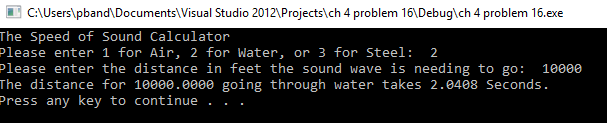 C:\Users\pband\Documents\Visual Studio 2012\Projects\ch 4 problem 16\Debug\ch 4 problem 16.exe
The Speed of Sound Calculator
Please enter 1 for Air, 2 for Water, or 3 for Steel:  2
Please enter the distance in feet the sound wave is needing to go:  10000
The distance for 10000.0000 going through water takes 2.0408 Seconds.
Press any key to continue . . .